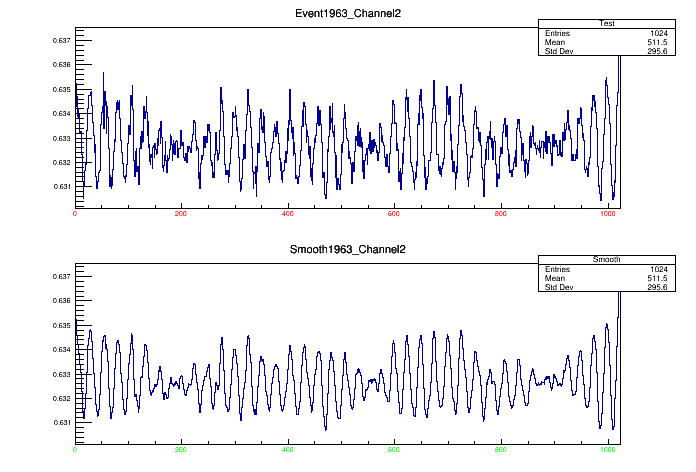 Event1963_Channel2
Test
Entries 1024
Mean 511.5
Std Dev 295.6
0.637
0.636
0.635
0.634
0.633
0.632
0.631
0 200 400 600 800 1000
Smooth1963_Channel2
Smooth
Entries 1024
Mean 511.5
Std Dev 295.6
0.637
0.636
0.635
0.634
0.633
0.632
0.631
0 200 400 600 800 1000